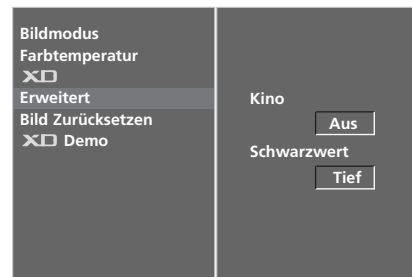 Bildmodus
Farbtemperatur
XD
Erweitert
Bild Zurücksetzen
XD Demo
Kino
Aus
Schwarzwert
Tief